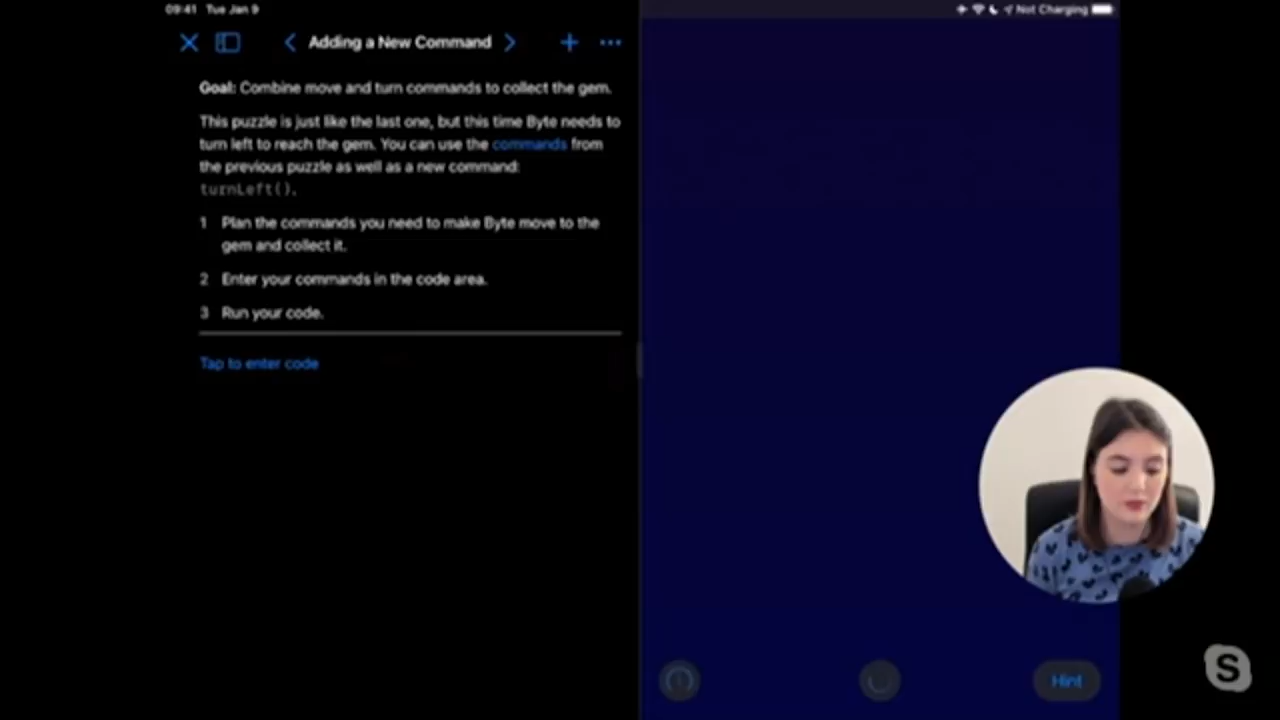 09:41 Tue Jan 9
Not Charging
Adding a New Command
Goal: Combine move and turn commands to collect the gem.
This puzzle is just like the last one, but this time Byte needs to
turn left to reach the gem. You can use the commands from
the previous puzzle as well as a new command:
turnLeft().
1 Plan the commands you need to make Byte move to the
gem and collect it.
2 Enter your commands in the code area.
3 Run your code.
Tap to enter code
Hint
S